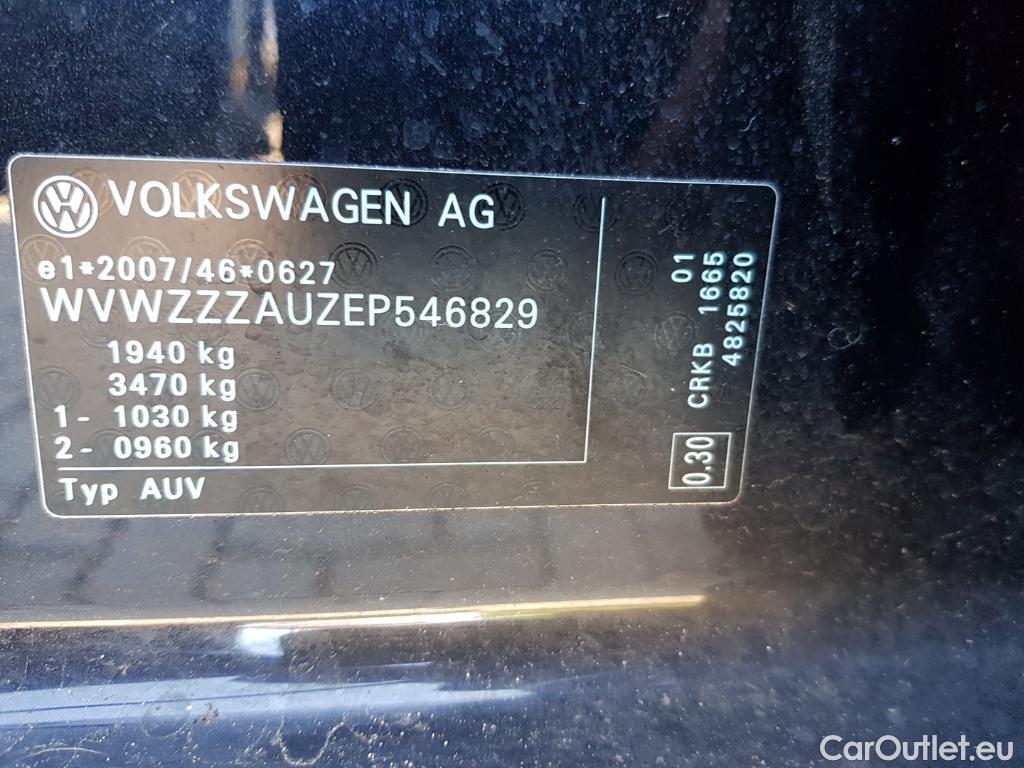 VOLKSWAGEN AG
e1*2007/46*0627
WVWZZZAUZEP546829
1940 kg
3470 kg
1- 1030 kg
2- 0960 kg
Typ AUV
01
CRKB 1665
4825820
0.30
CarOutlet.eu